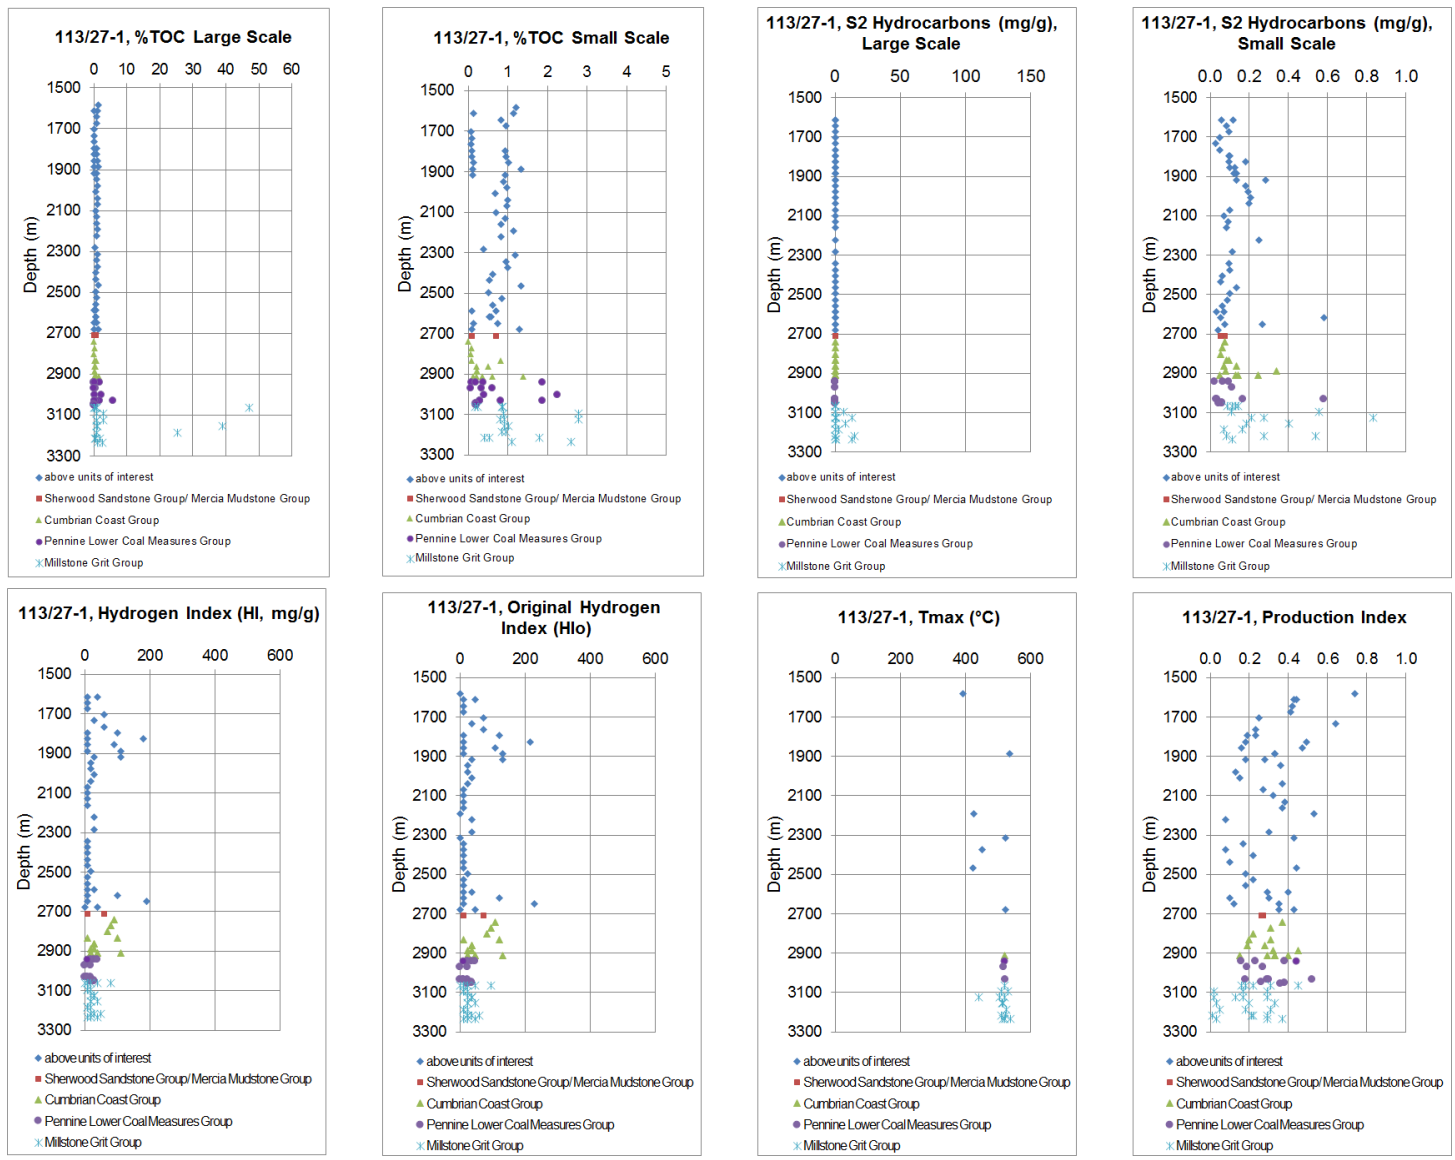 113/27-1, %TOC Large Scale
0 10 20 30 40 50 60
Depth (m)
1500
1700
1900
2100
2300
2500
2700
2900
3100
3300
above units of interest
Sherwood Sandstone Group/ Mercia Mudstone Group
Cumbrian Coast Group
Pennine Lower Coal Measures Group
Millstone Grit Group
113/27-1, %TOC Small Scale
0 1 2 3 4 5
Depth (m)
1500
1700
1900
2100
2300
2500
2700
2900
3100
3300
above units of interest
Sherwood Sandstone Group/ Mercia Mudstone Group
Cumbrian Coast Group
Pennine Lower Coal Measures Group
Millstone Grit Group
113/27-1, S2 Hydrocarbons (mg/g),
Large Scale
0 50 100 150
Depth (m)
1500
1700
1900
2100
2300
2500
2700
2900
3100
3300
above units of interest
Sherwood Sandstone Group/ Mercia Mudstone Group
Cumbrian Coast Group
Pennine Lower Coal Measures Group
Millstone Grit Group
113/27-1, S2 Hydrocarbons (mg/g),
Small Scale
0.0 0.2 0.4 0.6 0.8 1.0
Depth (m)
1500
1700
1900
2100
2300
2500
2700
2900
3100
3300
above units of interest
Sherwood Sandstone Group/ Mercia Mudstone Group
Cumbrian Coast Group
Pennine Lower Coal Measures Group
Millstone Grit Group
113/27-1, Hydrogen Index (HI, mg/g)
0 200 400 600
Depth (m)
1500
1700
1900
2100
2300
2500
2700
2900
3100
3300
above units of interest
Sherwood Sandstone Group/ Mercia Mudstone Group
Cumbrian Coast Group
Pennine Lower Coal Measures Group
Millstone Grit Group
113/27-1, Original Hydrogen
Index (HIo)
0 200 400 600
Depth (m)
1500
1700
1900
2100
2300
2500
2700
2900
3100
3300
above units of interest
Sherwood Sandstone Group/ Mercia Mudstone Group
Cumbrian Coast Group
Pennine Lower Coal Measures Group
Millstone Grit Group
113/27-1, Tmax (°C)
0 200 400 600
Depth (m)
1500
1700
1900
2100
2300
2500
2700
2900
3100
3300
above units of interest
Sherwood Sandstone Group/ Mercia Mudstone Group
Cumbrian Coast Group
Pennine Lower Coal Measures Group
Millstone Grit Group
113/27-1, Production Index
0.0 0.2 0.4 0.6 0.8 1.0
Depth (m)
1500
1700
1900
2100
2300
2500
2700
2900
3100
3300
above units of interest
Sherwood Sandstone Group/ Mercia Mudstone Group
Cumbrian Coast Group
Pennine Lower Coal Measures Group
Millstone Grit Group